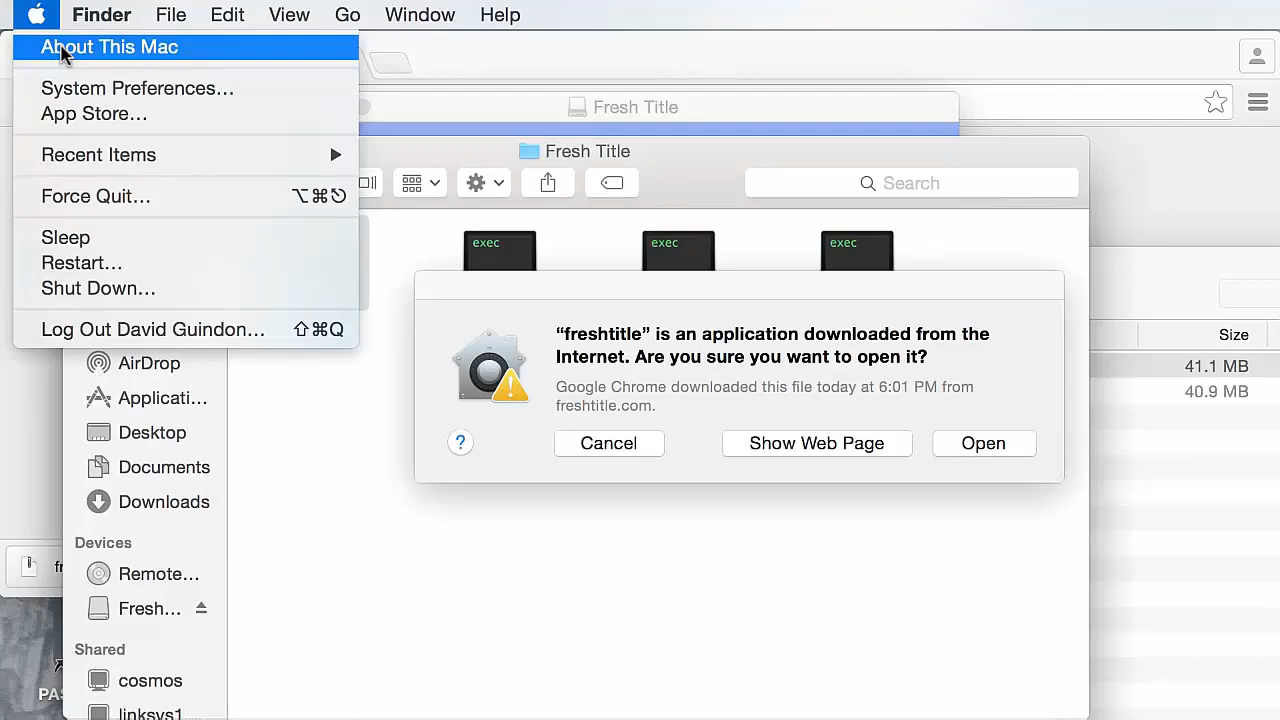 Finder File Edit View Go Window Help
About This Mac
System Preferences…
App Store…
Recent Items
Force Quit… ⌥⌘⎋
Sleep
Restart…
Shut Down…
Log Out David Guindon… ⇧⌘Q
Fresh Title
Fresh Title
Search
exec exec exec
"freshtitle" is an application downloaded from the
Internet. Are you sure you want to open it?
Google Chrome downloaded this file today at 6:01 PM from
freshtitle.com.
? Cancel Show Web Page Open
AirDrop
Applicati…
Desktop
Documents
Downloads
Devices
Remote…
Fresh…
Shared
cosmos
linksys1
Size
41.1 MB
40.9 MB
fr
PAS